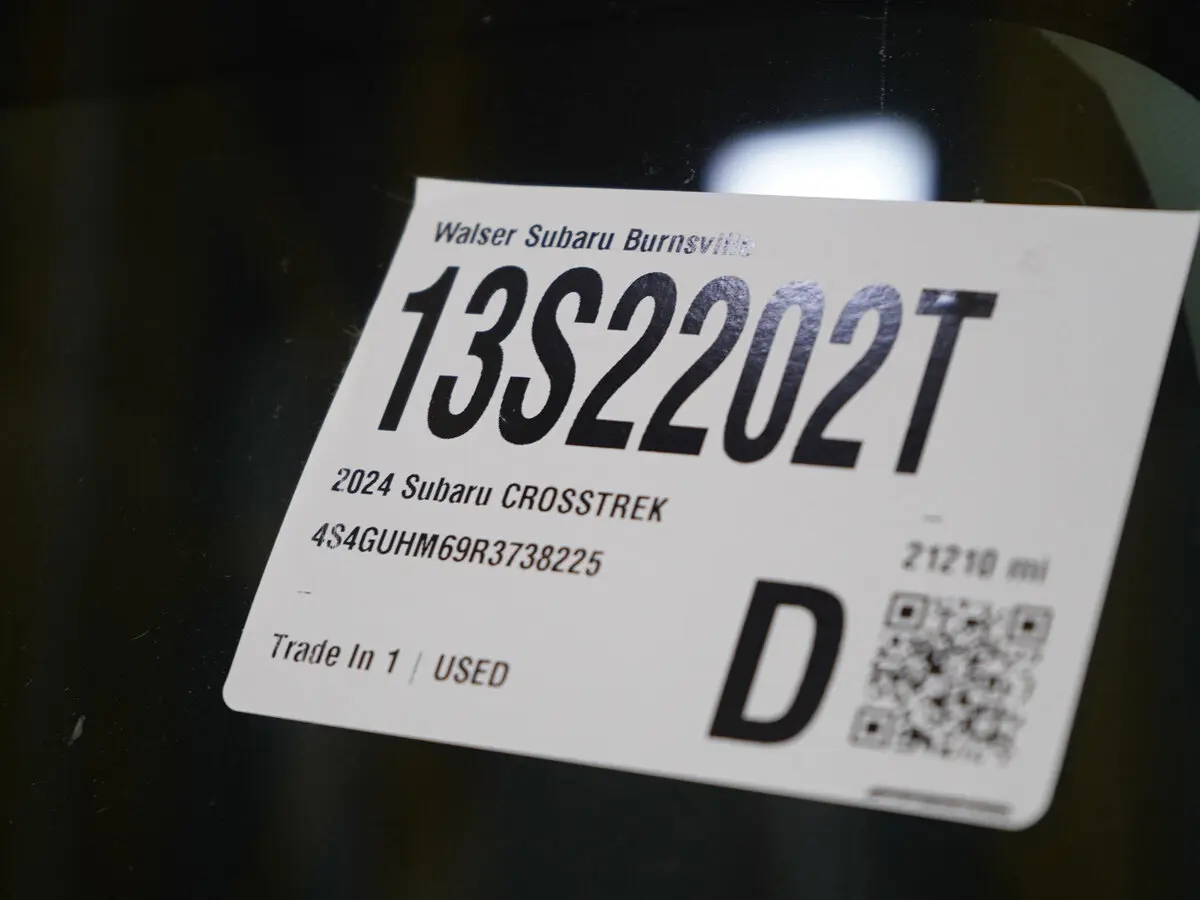 Walser Subaru Burnsville
13S2202T
2024 Subaru CROSSTREK
4S4GUHM69R3738225
21210 mi
Trade In 1 / USED
D